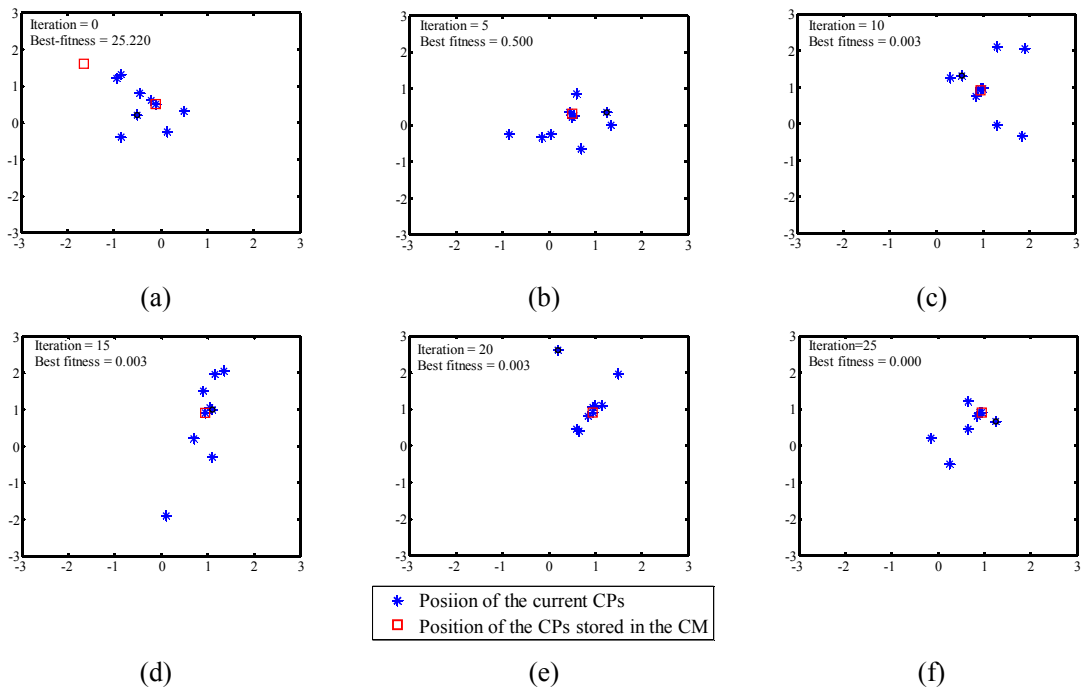 Iteration = 0
Best-fitness = 25.220
3
2
1
0
-1
-2
-3
-3 -2 -1 0 1 2 3
(a)
Iteration = 5
Best fitness = 0.500
3
2
1
0
-1
-2
-3
-3 -2 -1 0 1 2 3
(b)
Iteration = 10
Best fitness = 0.003
3
2
1
0
-1
-2
-3
-3 -2 -1 0 1 2 3
(c)
Iteration = 15
Best fitness = 0.003
3
2
1
0
-1
-2
-3
-3 -2 -1 0 1 2 3
(d)
Iteration = 20
Best fitness = 0.003
3
2
1
0
-1
-2
-3
-3 -2 -1 0 1 2 3
(e)
Iteration=25
Best fitness = 0.000
3
2
1
0
-1
-2
-3
-3 -2 -1 0 1 2 3
(f)
Posiion of the current CPs
Position of the CPs stored in the CM